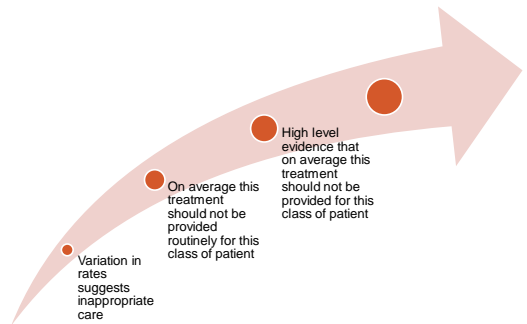 Variation in
rates
suggests
inappropriate
care
On average this
treatment
should not be
provided
routinely for this
class of patient
High level
evidence that
on average this
treatment
should not be
provided for this
class of patient